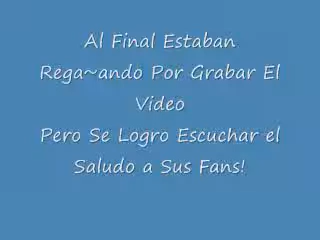 Al Final Estaban
Rega~ando Por Grabar El
Video
Pero Se Logro Escuchar el
Saludo a Sus Fans!